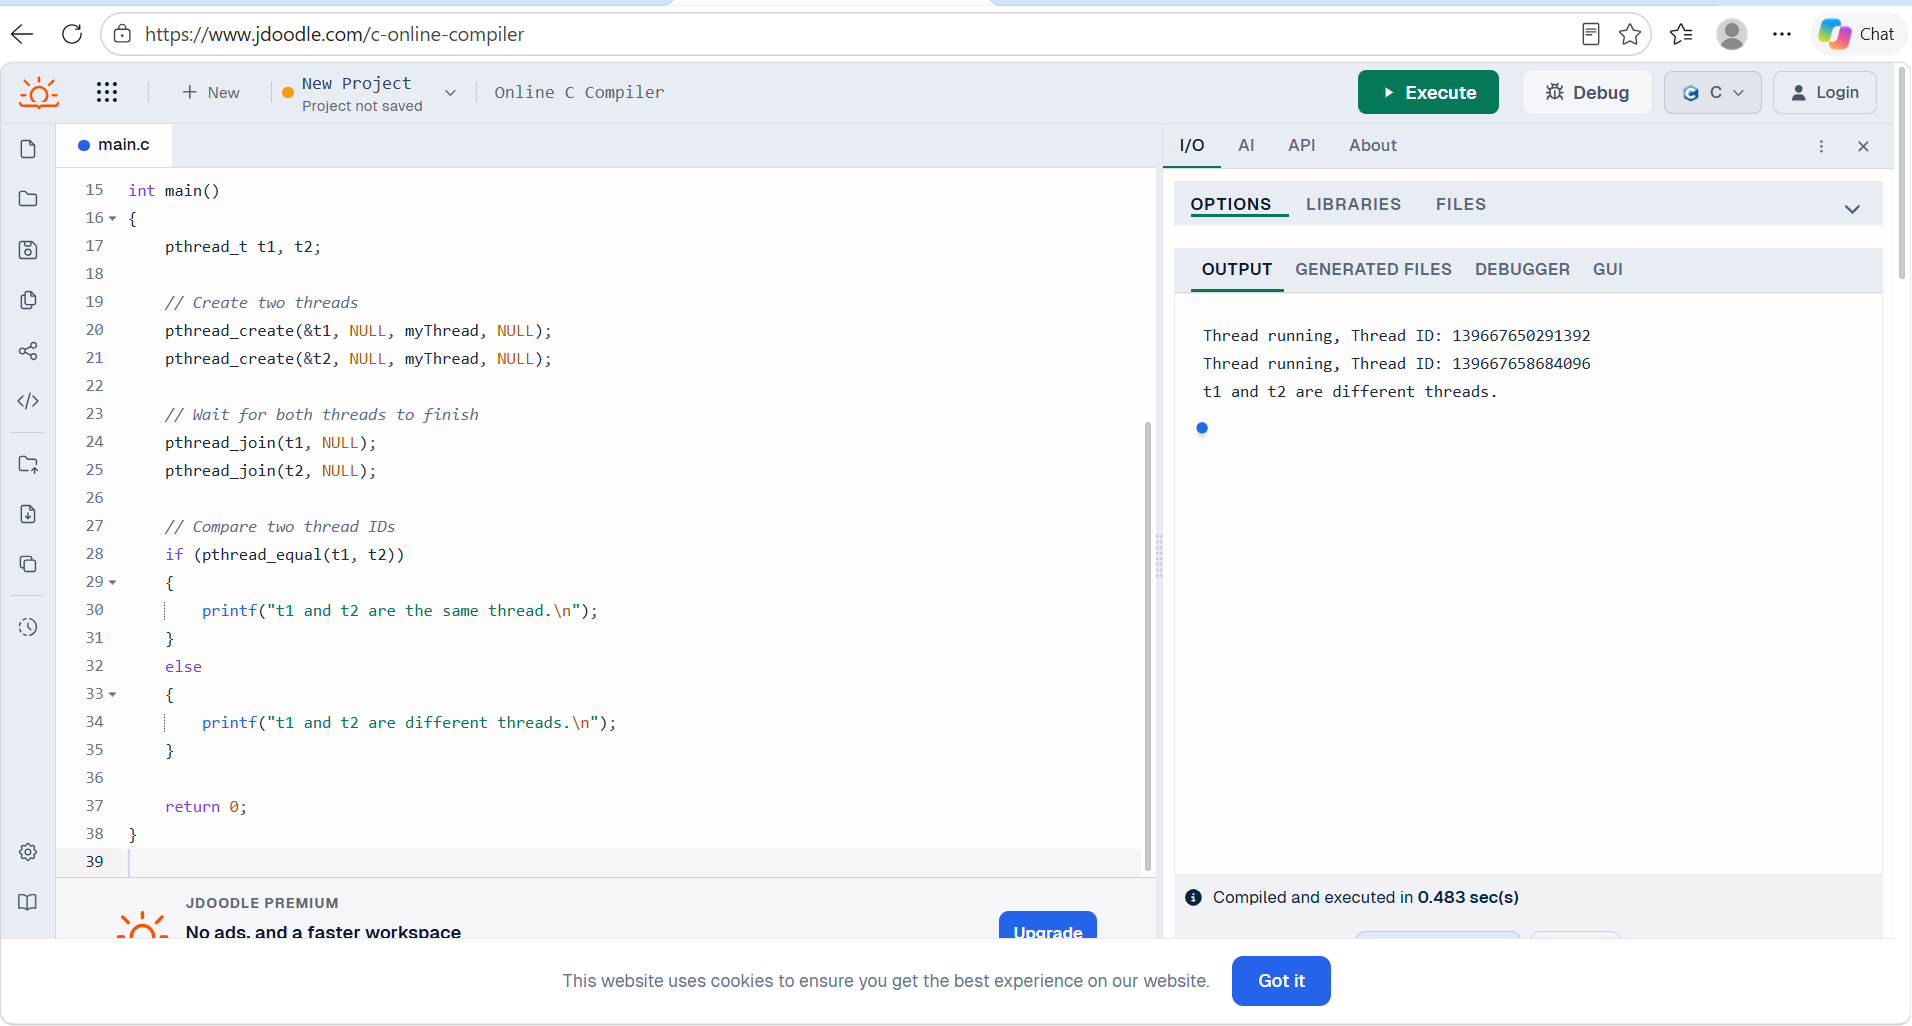 https://www.jdoodle.com/c-online-compiler
Chat
New
New Project
Project not saved
Online C Compiler
Execute
Debug
C
Login
main.c
15 int main()
16 {
17     pthread_t t1, t2;
18
19     // Create two threads
20     pthread_create(&t1, NULL, myThread, NULL);
21     pthread_create(&t2, NULL, myThread, NULL);
22
23     // Wait for both threads to finish
24     pthread_join(t1, NULL);
25     pthread_join(t2, NULL);
26
27     // Compare two thread IDs
28     if (pthread_equal(t1, t2))
29     {
30         printf("t1 and t2 are the same thread.\n");
31     }
32     else
33     {
34         printf("t1 and t2 are different threads.\n");
35     }
36
37     return 0;
38 }
39
JDOODLE PREMIUM
No ads, and a faster workspace
Upgrade
I/O AI API About
OPTIONS LIBRARIES FILES
OUTPUT GENERATED FILES DEBUGGER GUI
Thread running, Thread ID: 139667650291392
Thread running, Thread ID: 139667658684096
t1 and t2 are different threads.
Compiled and executed in 0.483 sec(s)
This website uses cookies to ensure you get the best experience on our website.
Got it